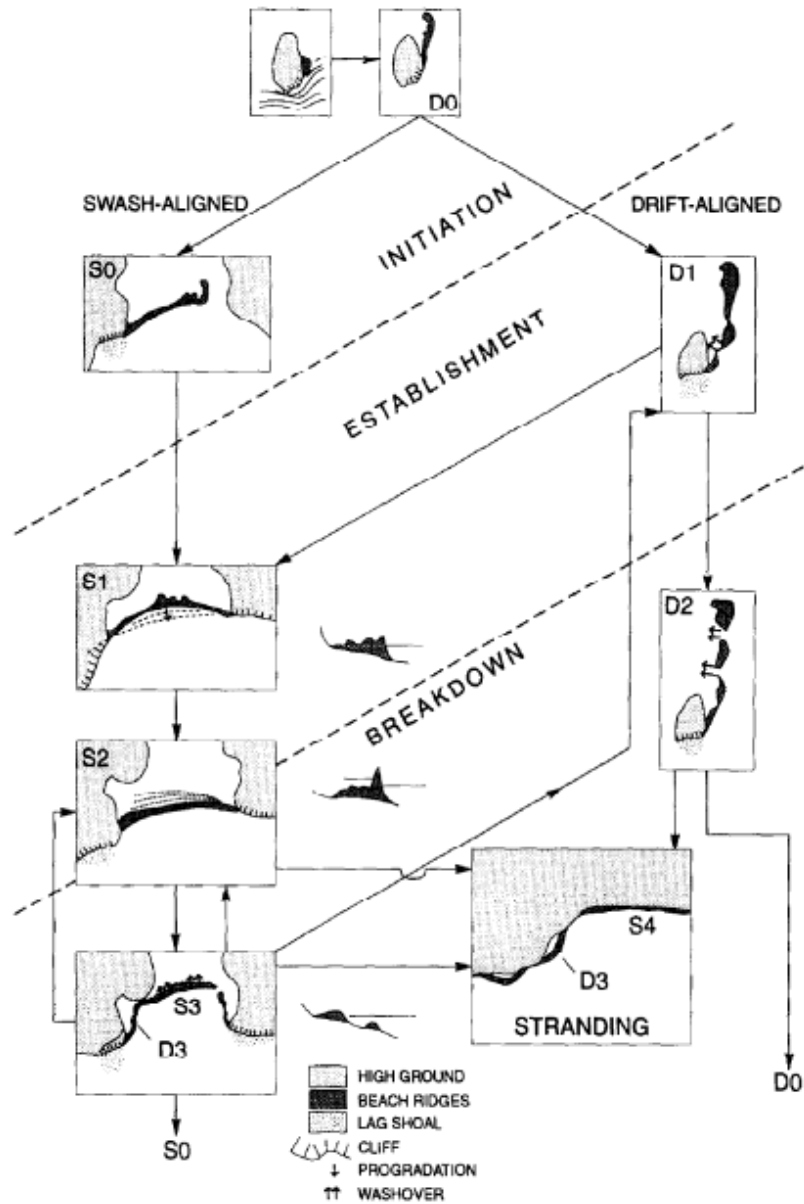 D0
SWASH-ALIGNED
INITIATION
DRIFT-ALIGNED
S0
D1
ESTABLISHMENT
S1
D2
BREAKDOWN
S2
S4
S3
D3
D3
STRANDING
HIGH GROUND
BEACH RIDGES
LAG SHOAL
CLIFF
PROGRADATION
WASHOVER
S0
D0